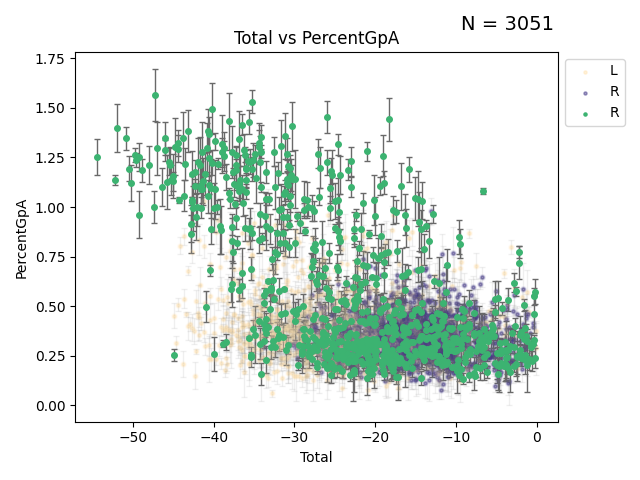 N = 3051
Total vs PercentGpA
1.75
1.50
1.25
1.00
0.75
0.50
0.25
0.00
PercentGpA
−50 −40 −30 −20 −10 0
Total
L
R
R